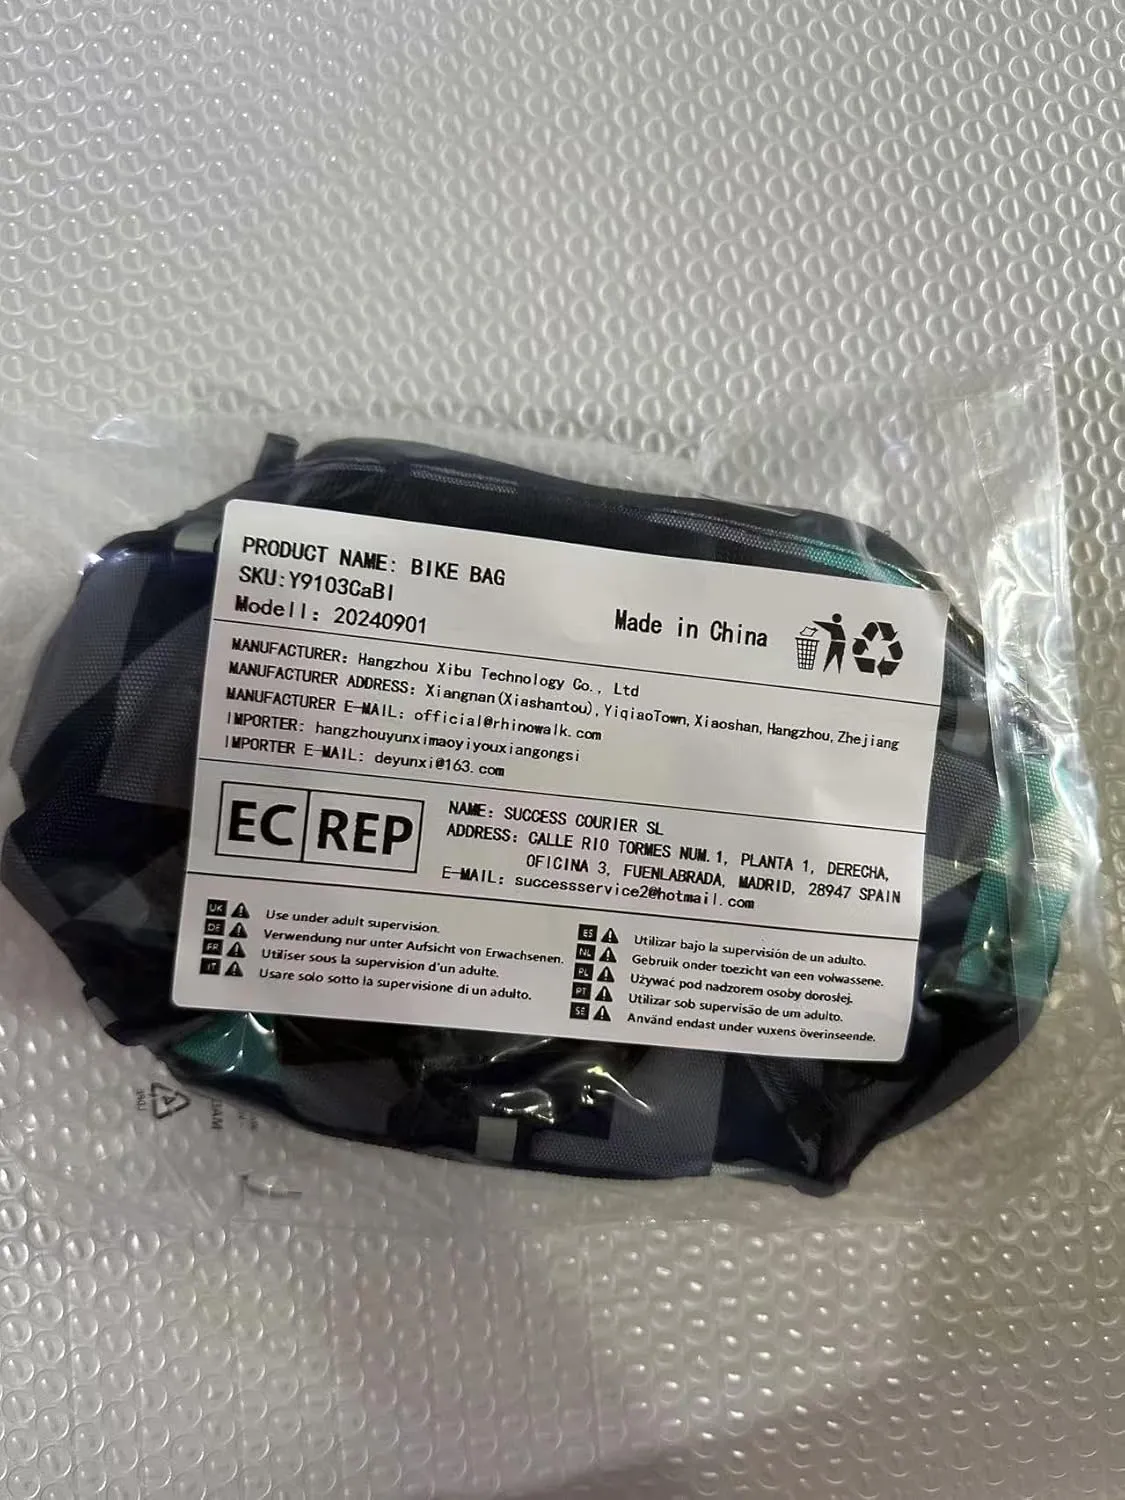 PRODUCT NAME: BIKE BAG
SKU:Y9103CaBl
Modell: 20240901
Made in China
MANUFACTURER: Hangzhou Xibu Technology Co., Ltd
MANUFACTURER ADDRESS: Xiangnan(Xiashantou),YiqiaoTown,Xiaoshan,Hangzhou,Zhejiang
MANUFACTURER E-MAIL: official@rhinowalk.com
IMPORTER: hangzhouyunximaoyiyouxiangongsi
IMPORTER E-MAIL: deyunxi@163.com
EC REP
NAME: SUCCESS COURIER SL
ADDRESS: CALLE RIO TORMES NUM.1, PLANTA 1, DERECHA,
OFICINA 3, FUENLABRADA, MADRID, 28947 SPAIN
E-MAIL: successservice2@hotmail.com
UK Use under adult supervision.
DE Verwendung nur unter Aufsicht von Erwachsenen.
FR Utiliser sous la supervision d'un adulte.
IT Usare solo sotto la supervisione di un adulto.
ES Utilizar bajo la supervisión de un adulto.
NL Gebruik onder toezicht van een volwassene.
PL Używać pod nadzorem osoby dorosłej.
PT Utilizar sob supervisão de um adulto.
SE Använd endast under vuxens överinseende.